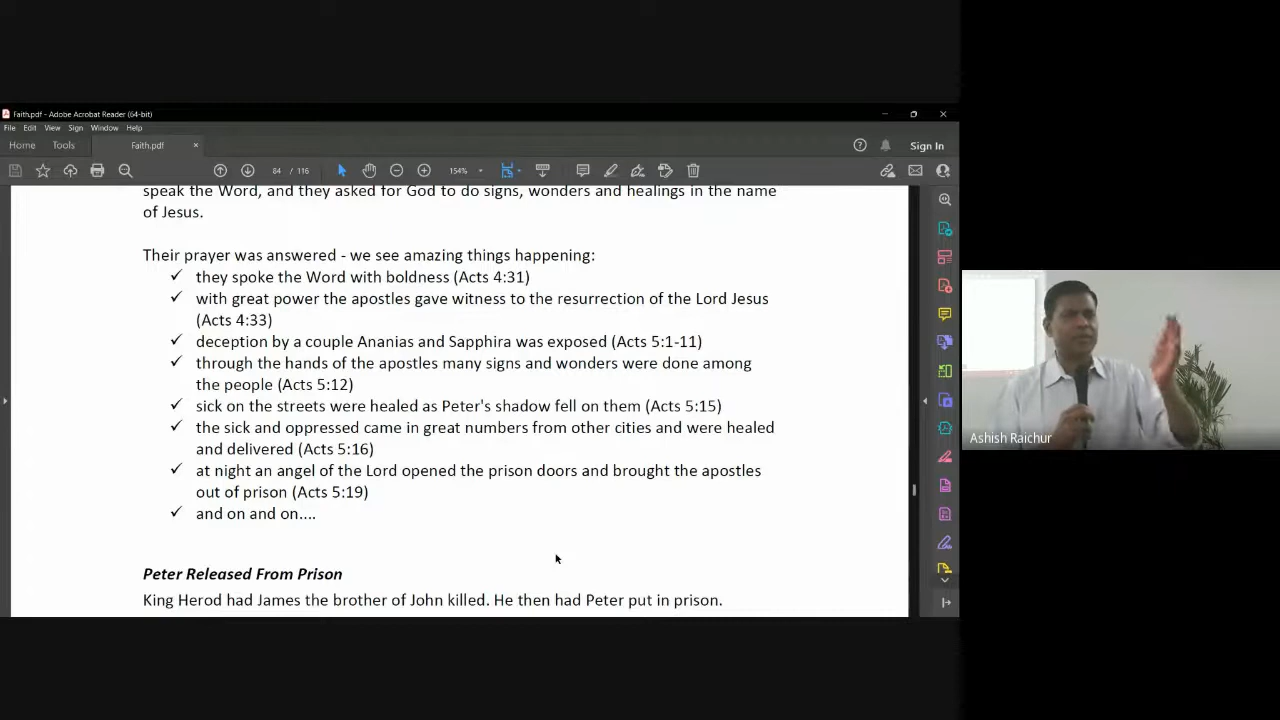 Faith.pdf - Adobe Acrobat Reader (64-bit)
File Edit View Sign Window Help
Home Tools Faith.pdf × Sign In
84 / 116 154%
speak the Word, and they asked for God to do signs, wonders and healings in the name
of Jesus.
Their prayer was answered - we see amazing things happening:
✓ they spoke the Word with boldness (Acts 4:31)
✓ with great power the apostles gave witness to the resurrection of the Lord Jesus
(Acts 4:33)
✓ deception by a couple Ananias and Sapphira was exposed (Acts 5:1-11)
✓ through the hands of the apostles many signs and wonders were done among
the people (Acts 5:12)
✓ sick on the streets were healed as Peter's shadow fell on them (Acts 5:15)
✓ the sick and oppressed came in great numbers from other cities and were healed
and delivered (Acts 5:16)
✓ at night an angel of the Lord opened the prison doors and brought the apostles
out of prison (Acts 5:19)
✓ and on and on....
Peter Released From Prison
King Herod had James the brother of John killed. He then had Peter put in prison.
Ashish Raichur